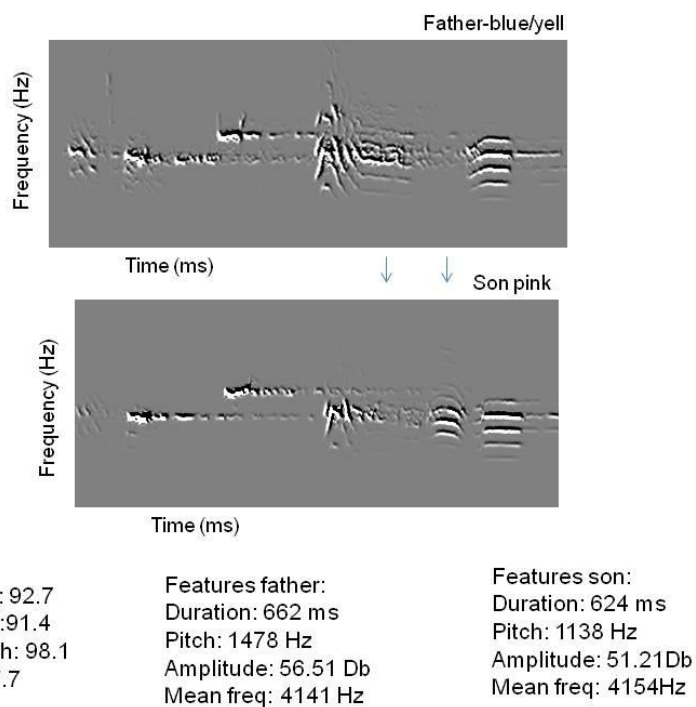 Father-blue/yell
Frequency (Hz)
Time (ms)
Son pink
Frequency (Hz)
Time (ms)
: 92.7
:91.4
h: 98.1
.7
Features father:
Duration: 662 ms
Pitch: 1478 Hz
Amplitude: 56.51 Db
Mean freq: 4141 Hz
Features son:
Duration: 624 ms
Pitch: 1138 Hz
Amplitude: 51.21Db
Mean freq: 4154Hz